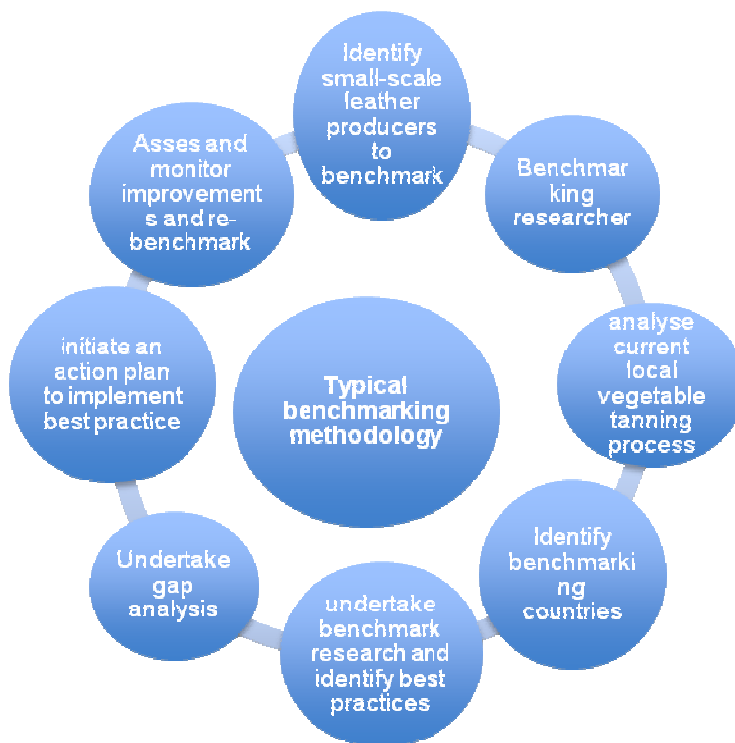 Identify
small-scale
leather
producers
to
benchmark
Benchmar
king
researcher
analyse
current
local
vegetable
tanning
process
Identify
benchmarki
ng
countries
undertake
benchmark
research and
identify best
practices
Undertake
gap
analysis
initiate an
action plan
to implement
best practice
Asses and
monitor
improvement
s and re-
benchmark
Typical
benchmarking
methodology